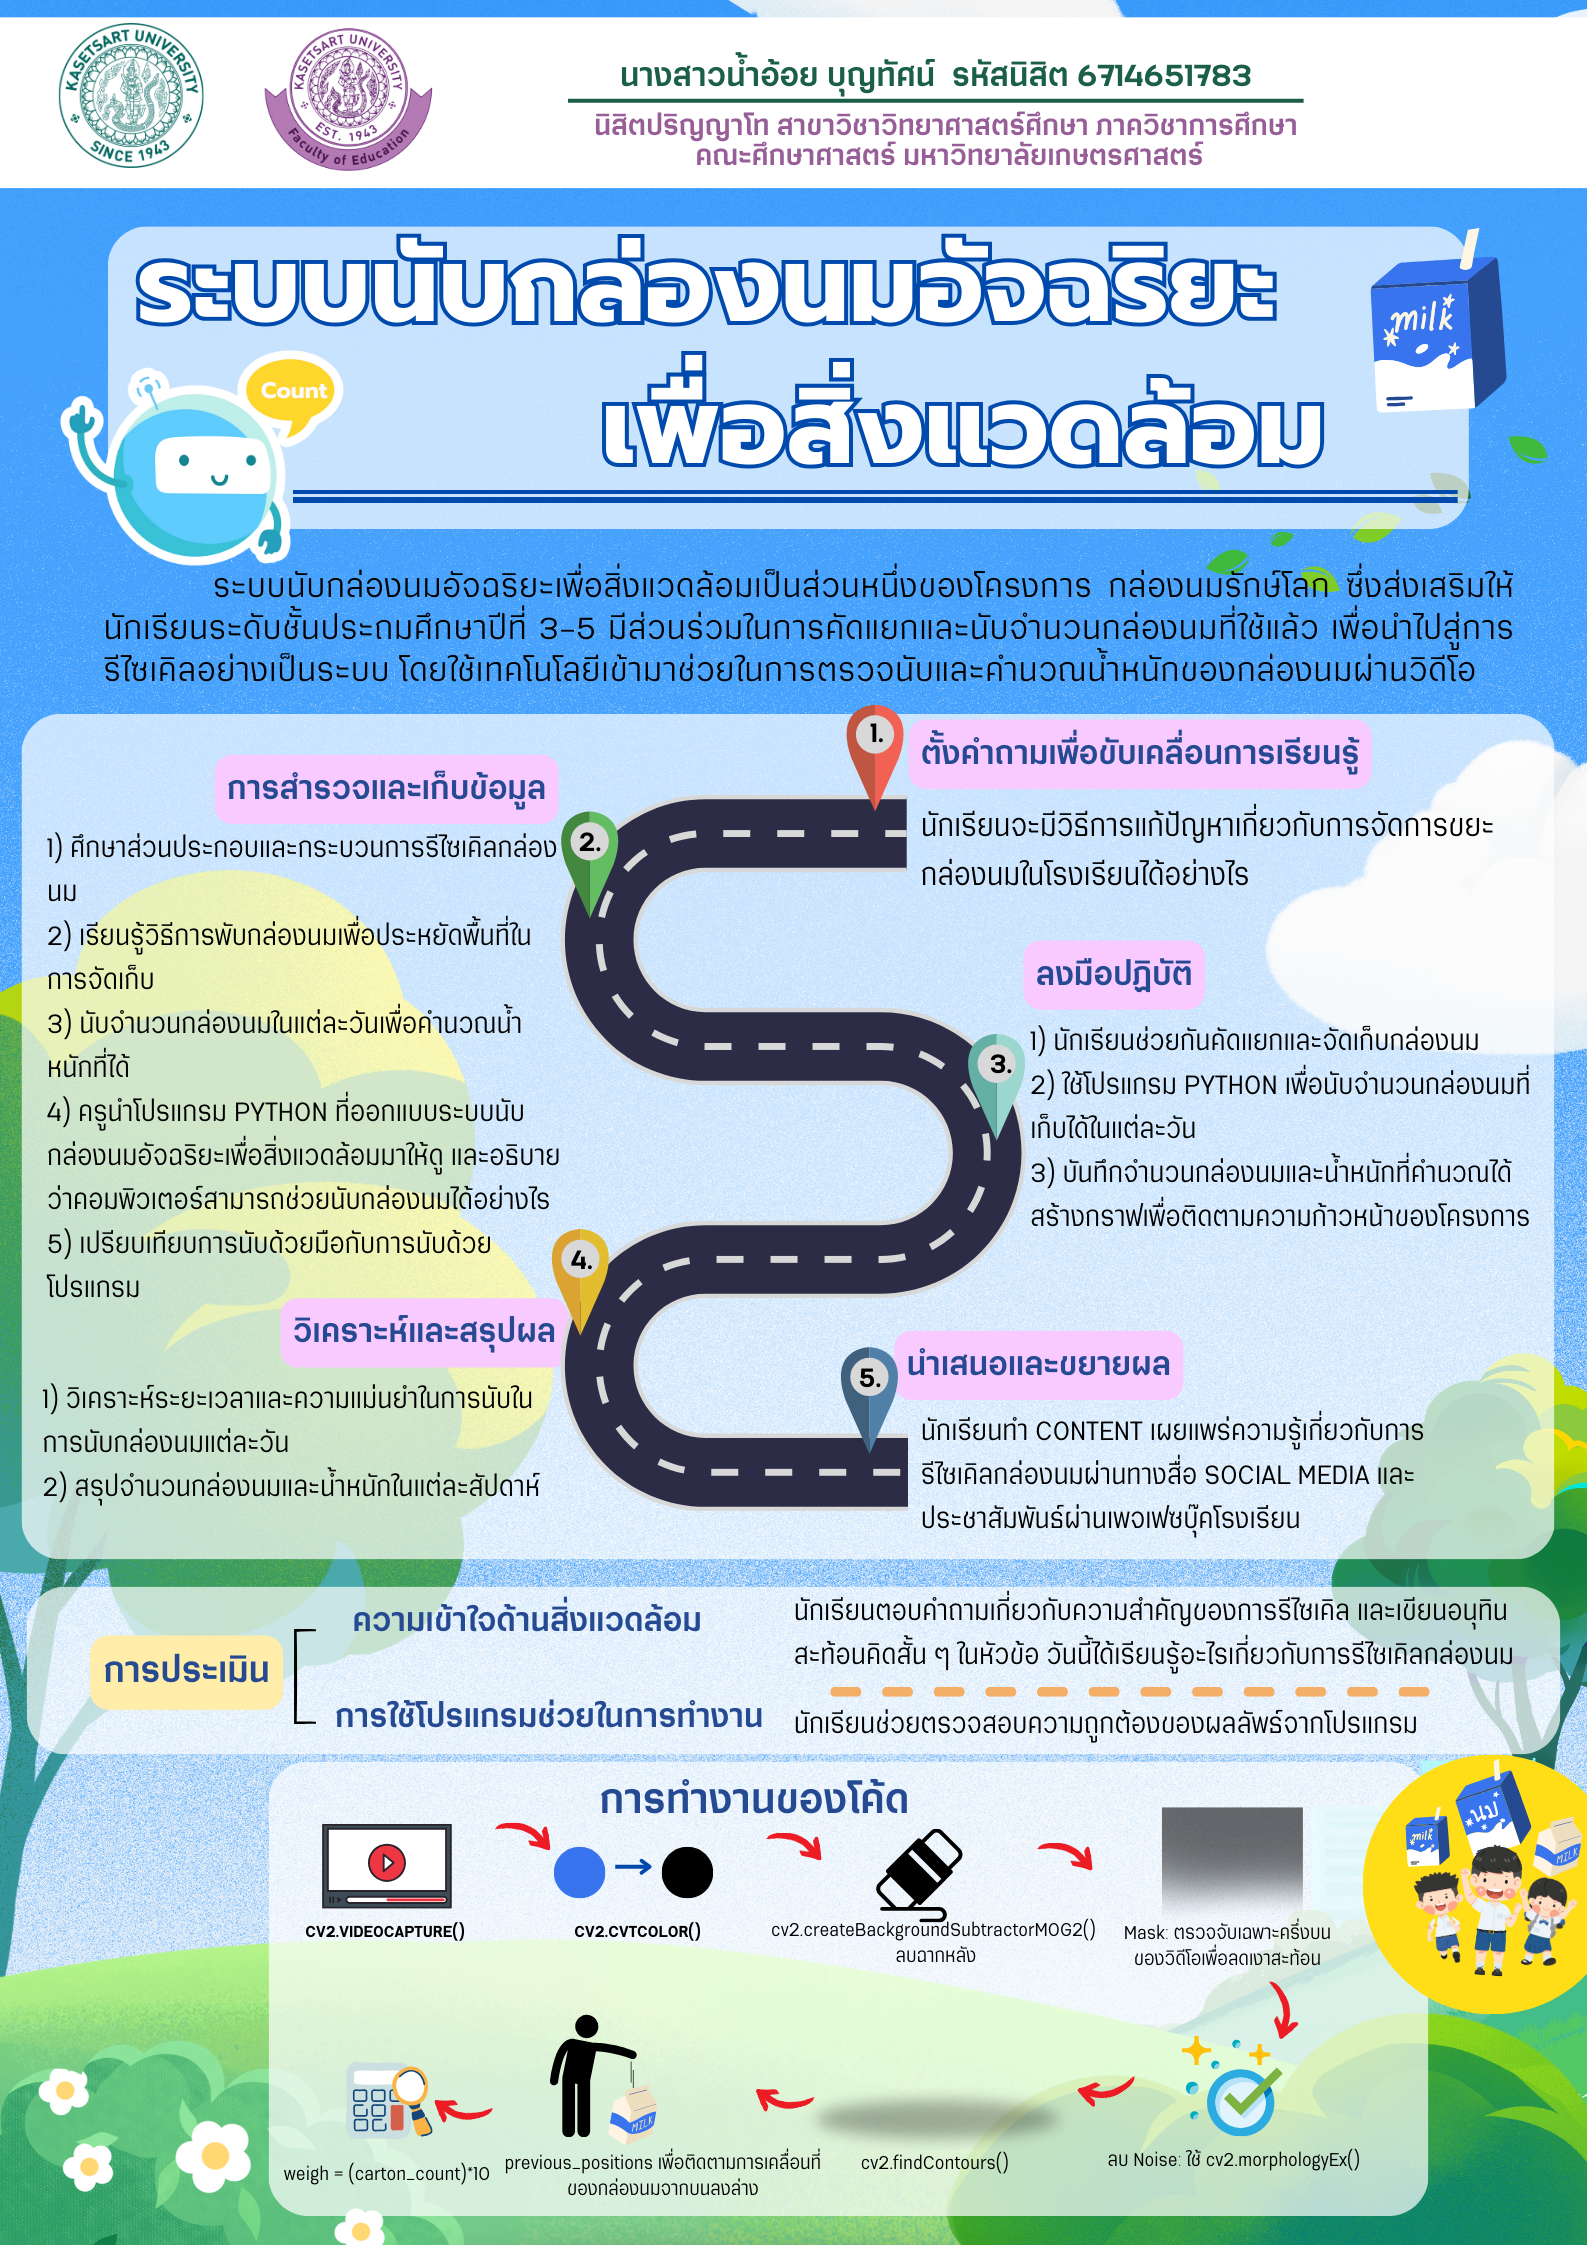 KASETSART UNIVERSITY
SINCE 1943
KASETSART UNIVERSITY
EST. 1943
Faculty of Education
นางสาวน้ำอ้อย บุญทัศน์ รหัสนิสิต 6714651783
นิสิตปริญญาโท สาขาวิชาวิทยาศาสตร์ศึกษา ภาควิชาการศึกษา
คณะศึกษาศาสตร์ มหาวิทยาลัยเกษตรศาสตร์
ระบบนับกล่องนมอัจฉริยะ
เพื่อสิ่งแวดล้อม
milk
Count
ระบบนับกล่องนมอัจฉริยะเพื่อสิ่งแวดล้อมเป็นส่วนหนึ่งของโครงการ กล่องนมรักษ์โลก ซึ่งส่งเสริมให้
นักเรียนระดับชั้นประถมศึกษาปีที่ 3-5 มีส่วนร่วมในการคัดแยกและนับจำนวนกล่องนมที่ใช้แล้ว เพื่อนำไปสู่การ
รีไซเคิลอย่างเป็นระบบ โดยใช้เทคโนโลยีเข้ามาช่วยในการตรวจนับและคำนวณน้ำหนักของกล่องนมผ่านวิดีโอ
1.
ตั้งคำถามเพื่อขับเคลื่อนการเรียนรู้
นักเรียนจะมีวิธีการแก้ปัญหาเกี่ยวกับการจัดการขยะ
กล่องนมในโรงเรียนได้อย่างไร
การสำรวจและเก็บข้อมูล
2.
1) ศึกษาส่วนประกอบและกระบวนการรีไซเคิลกล่อง
นม
2) เรียนรู้วิธีการพับกล่องนมเพื่อประหยัดพื้นที่ใน
การจัดเก็บ
3) นับจำนวนกล่องนมในแต่ละวันเพื่อคำนวณน้ำ
หนักที่ได้
4) ครูนำโปรแกรม PYTHON ที่ออกแบบระบบนับ
กล่องนมอัจฉริยะเพื่อสิ่งแวดล้อมมาให้ดู และอธิบาย
ว่าคอมพิวเตอร์สามารถช่วยนับกล่องนมได้อย่างไร
5) เปรียบเทียบการนับด้วยมือกับการนับด้วย
โปรแกรม
ลงมือปฏิบัติ
3.
1) นักเรียนช่วยกันคัดแยกและจัดเก็บกล่องนม
2) ใช้โปรแกรม PYTHON เพื่อนับจำนวนกล่องนมที่
เก็บได้ในแต่ละวัน
3) บันทึกจำนวนกล่องนมและน้ำหนักที่คำนวณได้
สร้างกราฟเพื่อติดตามความก้าวหน้าของโครงการ
4.
วิเคราะห์และสรุปผล
1) วิเคราะห์ระยะเวลาและความแม่นยำในการนับใน
การนับกล่องนมแต่ละวัน
2) สรุปจำนวนกล่องนมและน้ำหนักในแต่ละสัปดาห์
5.
นำเสนอและขยายผล
นักเรียนทำ CONTENT เผยแพร่ความรู้เกี่ยวกับการ
รีไซเคิลกล่องนมผ่านทางสื่อ SOCIAL MEDIA และ
ประชาสัมพันธ์ผ่านเพจเฟซบุ๊คโรงเรียน
การประเมิน
ความเข้าใจด้านสิ่งแวดล้อม
นักเรียนตอบคำถามเกี่ยวกับความสำคัญของการรีไซเคิล และเขียนอนุทิน
สะท้อนคิดสั้น ๆ ในหัวข้อ วันนี้ได้เรียนรู้อะไรเกี่ยวกับการรีไซเคิลกล่องนม
การใช้โปรแกรมช่วยในการทำงาน
นักเรียนช่วยตรวจสอบความถูกต้องของผลลัพธ์จากโปรแกรม
การทำงานของโค้ด
CV2.VIDEOCAPTURE()
CV2.CVTCOLOR()
cv2.createBackgroundSubtractorMOG2()
ลบฉากหลัง
Mask: ตรวจจับเฉพาะครึ่งบน
ของวิดีโอเพื่อลดเงาสะท้อน
milk
นม
MILK
ลบ Noise: ใช้ cv2.morphologyEx()
cv2.findContours()
MILK
previous_positions เพื่อติดตามการเคลื่อนที่
ของกล่องนมจากบนลงล่าง
weigh = (carton_count)*10